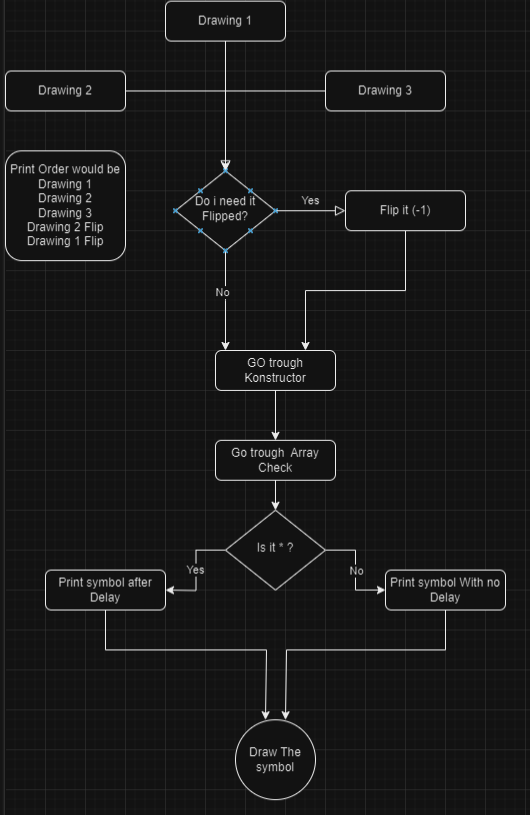 Drawing 1
Drawing 2
Drawing 3
Print Order would be
Drawing 1
Drawing 2
Drawing 3
Drawing 2 Flip
Drawing 1 Flip
Do i need it
Flipped?
Yes
Flip it (-1)
No
GO trough
Konstructor
Go trough Array
Check
Is it * ?
Yes
No
Print symbol after
Delay
Print symbol With no
Delay
Draw The
symbol